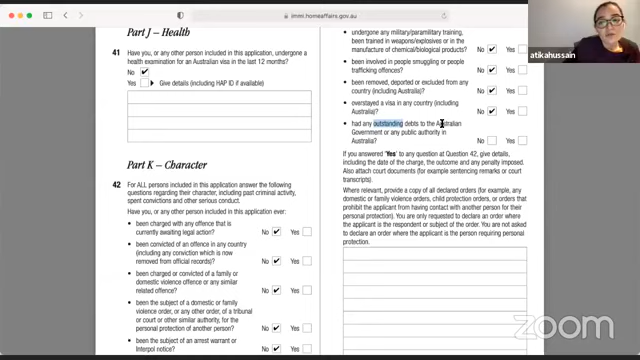 immi.homeaffairs.gov.au
Part J – Health
41 Have you, or any other person included in this application, undergone
a health examination for an Australian visa in the last 12 months?
No ✔
Yes Give details (including HAP ID if available)
Part K – Character
42 For ALL persons included in this application answer the following
questions regarding their character, including past criminal activity,
spent convictions and other serious conduct.
Have you, or any other person included in this application ever:
• been charged with any offence that is
currently awaiting legal action? No ✔ Yes
• been convicted of an offence in any country
(including any conviction which is now
removed from official records)? No ✔ Yes
• been charged or convicted of a family or
domestic violence offence or any similar
related offence? No ✔ Yes
• been the subject of a domestic or family
violence order, or any other order, of a
tribunal or court or other similar authority, for
the personal protection of another person? No ✔ Yes
• been the subject of an arrest warrant or
Interpol notice? No ✔ Yes
undergone any military/paramilitary training,
been trained in weapons/explosives or in the
manufacture of chemical/biological products? No ✔ Yes
• been involved in people smuggling or people
trafficking offences? No ✔ Yes
• been removed, deported or excluded from any
country (including Australia)? No ✔ Yes
• overstayed a visa in any country (including
Australia)? No ✔ Yes
• had any outstanding debts to the Australian
Government or any public authority in
Australia? No Yes
If you answered 'Yes' to any question at Question 42, give details,
including the date of the charge, the outcome and any penalty imposed.
Also attach court documents (for example sentencing remarks or court
transcripts).
Where relevant, provide a copy of all declared orders (for example, any
domestic or family violence orders, child protection orders, or orders that
prohibit the applicant from having contact with another person for their
personal protection). You are only requested to declare an order where
the applicant is the respondent or subject of the order. You are not asked
to declare an order where the applicant is the person requiring personal
protection.
atikahussain
zoom